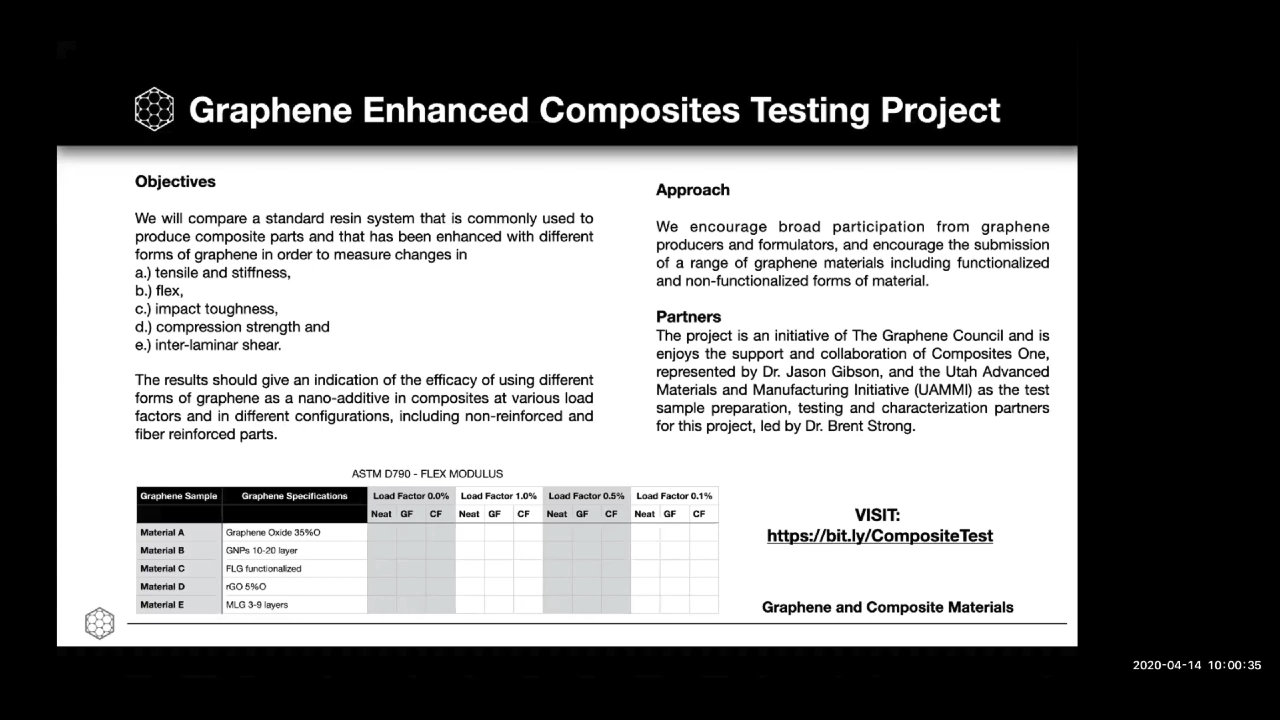 Graphene Enhanced Composites Testing Project
Objectives
We will compare a standard resin system that is commonly used to
produce composite parts and that has been enhanced with different
forms of graphene in order to measure changes in
a.) tensile and stiffness,
b.) flex,
c.) impact toughness,
d.) compression strength and
e.) inter-laminar shear.
The results should give an indication of the efficacy of using different
forms of graphene as a nano-additive in composites at various load
factors and in different configurations, including non-reinforced and
fiber reinforced parts.
Approach
We encourage broad participation from graphene
producers and formulators, and encourage the submission
of a range of graphene materials including functionalized
and non-functionalized forms of material.
Partners
The project is an initiative of The Graphene Council and is
enjoys the support and collaboration of Composites One,
represented by Dr. Jason Gibson, and the Utah Advanced
Materials and Manufacturing Initiative (UAMMI) as the test
sample preparation, testing and characterization partners
for this project, led by Dr. Brent Strong.
ASTM D790 - FLEX MODULUS
Graphene Sample Graphene Specifications Load Factor 0.0% Load Factor 1.0% Load Factor 0.5% Load Factor 0.1%
Neat GF CF Neat GF CF Neat GF CF Neat GF CF
Material A Graphene Oxide 35%O
Material B GNPs 10-20 layer
Material C FLG functionalized
Material D rGO 5%O
Material E MLG 3-9 layers
VISIT:
https://bit.ly/CompositeTest
Graphene and Composite Materials
2020-04-14 10:00:35